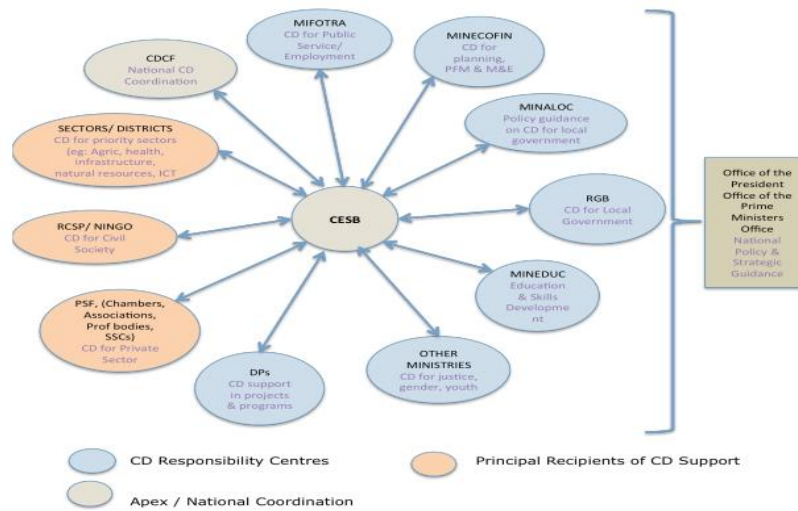 MIFOTRA
CD for Public
Service/
Employment
MINECOFIN
CD for
planning,
PFM & M&E
CDCF
National CD
Coordination
MINALOC
Policy guidance
on CD for local
government
SECTORS/ DISTRICTS
CD for priority sectors
(eg: Agric, health,
infrastructure,
natural resources, ICT
CESB
RGB
CD for Local
Government
RCSP/ NINGO
CD for Civil
Society
MINEDUC
Education
& Skills
Developme
nt
PSF, (Chambers,
Associations,
Prof bodies,
SSCs)
CD for Private
Sector
DPs
CD support
in projects
& programs
OTHER
MINISTRIES
CD for justice,
gender, youth
Office of the
President
Office of the
Prime
Ministers
Office
National
Policy &
Strategic
Guidance
CD Responsibility Centres
Principal Recipients of CD Support
Apex / National Coordination